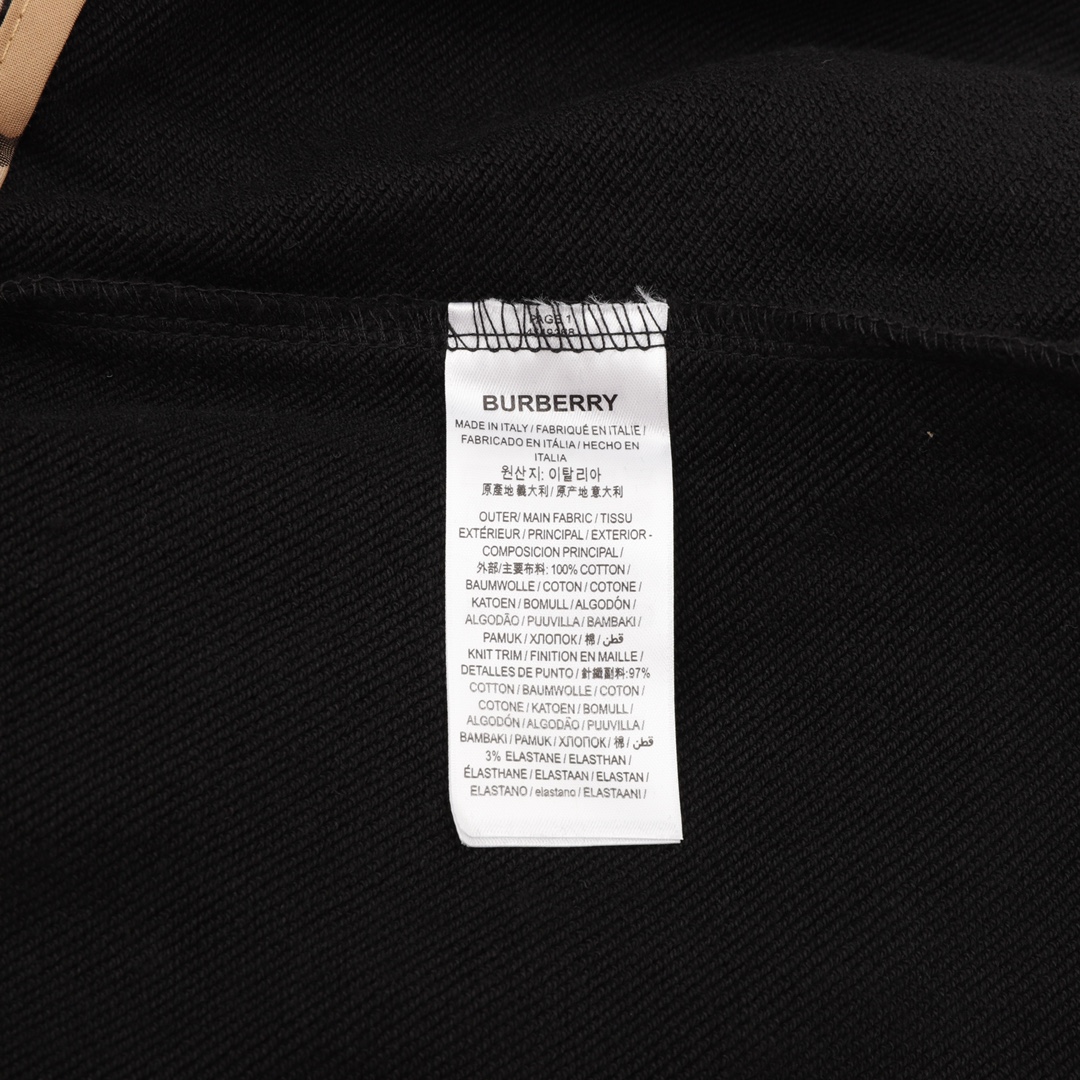 PAGE 1
BURBERRY
MADE IN ITALY / FABRIQUÉ EN ITALIE /
FABRICADO EN ITÁLIA / HECHO EN
ITALIA
원산지: 이탈리아
原產地 義大利 / 原产地 意大利
OUTER/ MAIN FABRIC / TISSU
EXTÉRIEUR / PRINCIPAL / EXTERIOR -
COMPOSICION PRINCIPAL /
外部/主要布料: 100% COTTON /
BAUMWOLLE / COTON / COTONE /
KATOEN / BOMULL / ALGODÓN /
ALGODÃO / PUUVILLA / BAMBAKI /
PAMUK / ХЛОПОК / 棉 / قطن
KNIT TRIM / FINITION EN MAILLE /
DETALLES DE PUNTO / 針織副料:97%
COTTON / BAUMWOLLE / COTON /
COTONE / KATOEN / BOMULL /
ALGODÓN / ALGODÃO / PUUVILLA /
BAMBAKI / PAMUK / ХЛОПОК / 棉 / قطن
3% ELASTANE / ELASTHAN /
ÉLASTHANE / ELASTAAN / ELASTAN /
ELASTANO / elastano / ELASTAANI /